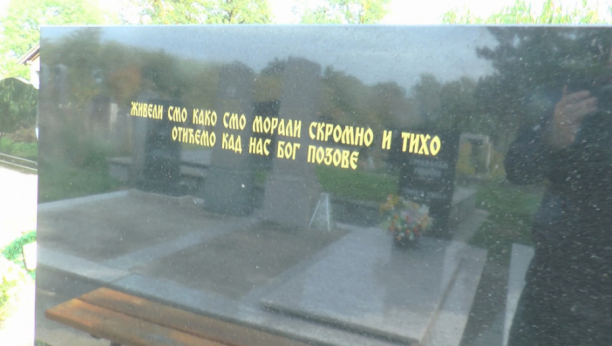 ЖИВЕЛИ СМО КАКО СМО МОРАЛИ СКРОМНО И ТИХО
ОТИЋЕМО КАД НАС БОГ ПОЗОВЕ